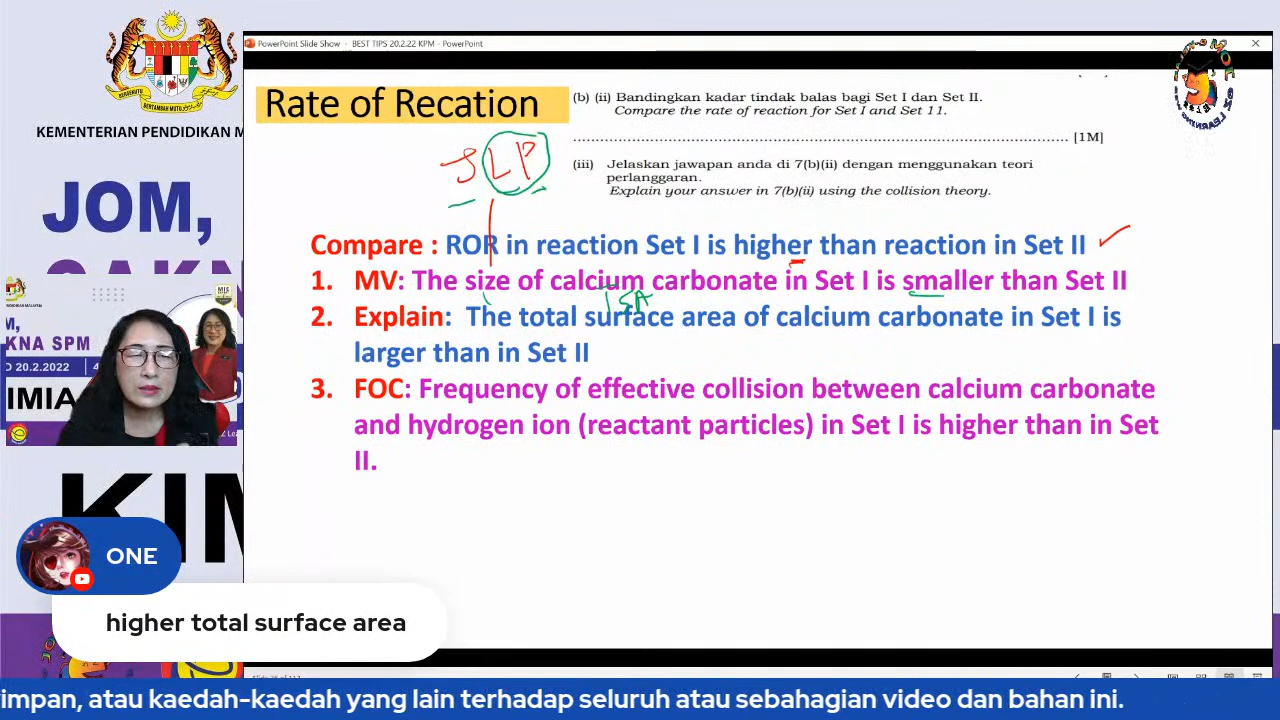 PowerPoint Slide Show - BEST TIPS 20.2.22 KPM - PowerPoint
KEMENTERIAN PENDIDIKAN M
JOM,
Rate of Recation
(b) (ii) Bandingkan kadar tindak balas bagi Set I dan Set II.
Compare the rate of reaction for Set I and Set 11.
[1M]
(iii) Jelaskan jawapan anda di 7(b)(ii) dengan menggunakan teori
perlanggaran.
Explain your answer in 7(b)(ii) using the collision theory.
SLP
Compare : ROR in reaction Set I is higher than reaction in Set II
1. MV: The size of calcium carbonate in Set I is smaller than Set II
TSA
2. Explain: The total surface area of calcium carbonate in Set I is
larger than in Set II
3. FOC: Frequency of effective collision between calcium carbonate
and hydrogen ion (reactant particles) in Set I is higher than in Set
II.
M,
KNA SPM
O 20.2.2022
IMIA
KIM
ONE
higher total surface area
impan, atau kaedah-kaedah yang lain terhadap seluruh atau sebahagian video dan bahan ini.